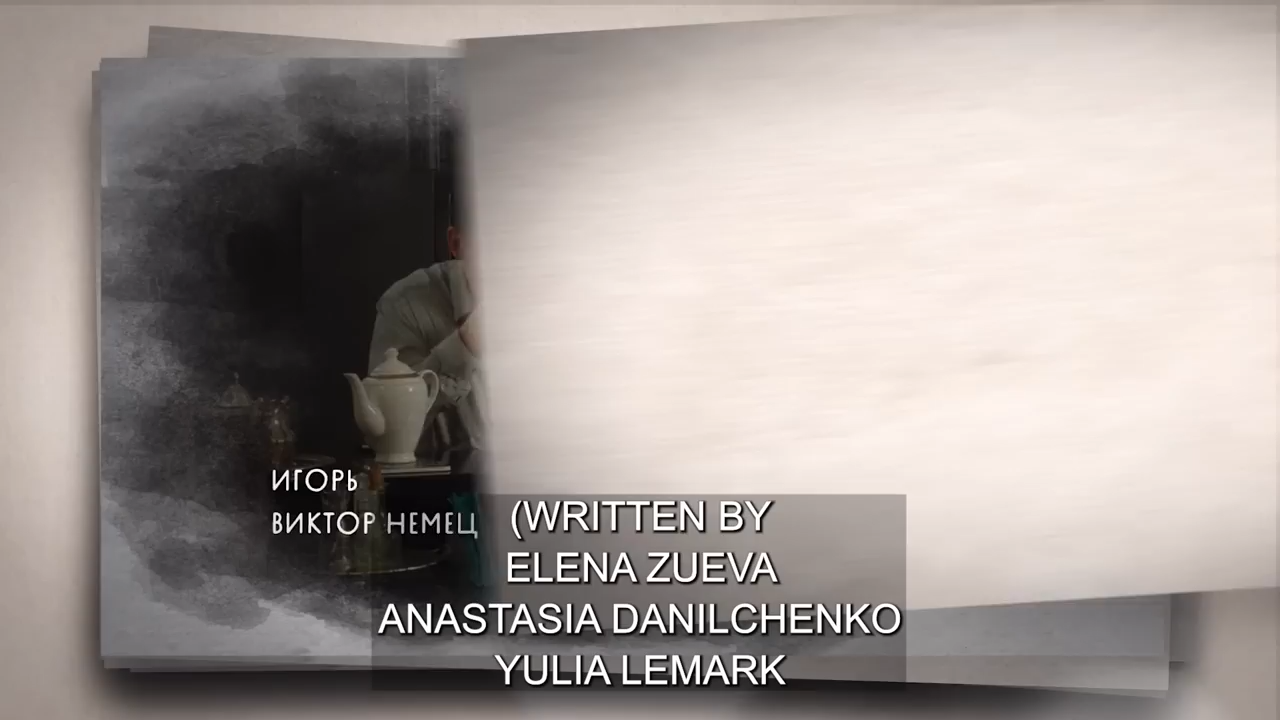 ИГОРЬ
ВИКТОР НЕМЕЦ
(WRITTEN BY
ELENA ZUEVA
ANASTASIA DANILCHENKO
YULIA LEMARK